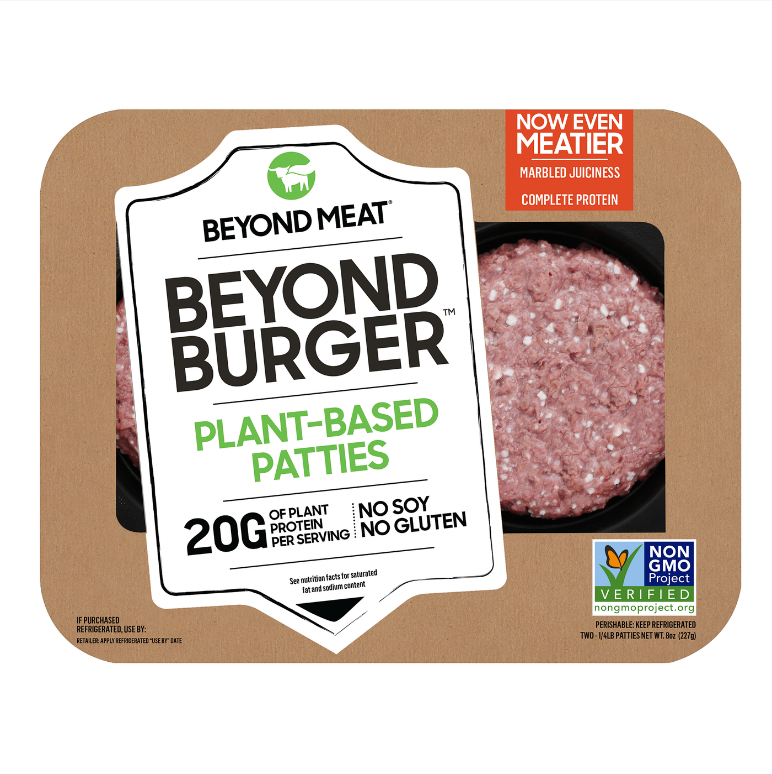 NOW EVEN
MEATIER
MARBLED JUICINESS
COMPLETE PROTEIN
BEYOND MEAT®
BEYOND
BURGER™
PLANT-BASED
PATTIES
20G OF PLANT PROTEIN PER SERVING
NO SOY
NO GLUTEN
See nutrition facts for saturated
fat and sodium content
NON
GMO
Project
VERIFIED
nongmoproject.org
IF PURCHASED
REFRIGERATED, USE BY:
RETAILER: APPLY REFRIGERATED "USE BY" DATE
PERISHABLE: KEEP REFRIGERATED
TWO - 1/4LB PATTIES NET WT. 8oz (227g)